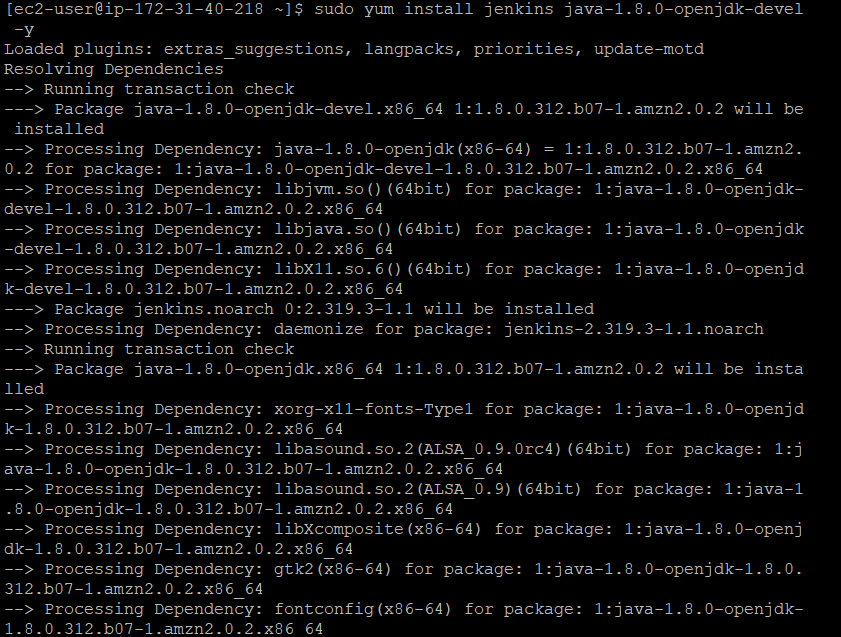 [ec2-user@ip-172-31-40-218 ~]$ sudo yum install jenkins java-1.8.0-openjdk-devel
 -y
Loaded plugins: extras_suggestions, langpacks, priorities, update-motd
Resolving Dependencies
--> Running transaction check
---> Package java-1.8.0-openjdk-devel.x86_64 1:1.8.0.312.b07-1.amzn2.0.2 will be
 installed
--> Processing Dependency: java-1.8.0-openjdk(x86-64) = 1:1.8.0.312.b07-1.amzn2.
0.2 for package: 1:java-1.8.0-openjdk-devel-1.8.0.312.b07-1.amzn2.0.2.x86_64
--> Processing Dependency: libjvm.so()(64bit) for package: 1:java-1.8.0-openjdk-
devel-1.8.0.312.b07-1.amzn2.0.2.x86_64
--> Processing Dependency: libjava.so()(64bit) for package: 1:java-1.8.0-openjdk
-devel-1.8.0.312.b07-1.amzn2.0.2.x86_64
--> Processing Dependency: libX11.so.6()(64bit) for package: 1:java-1.8.0-openjd
k-devel-1.8.0.312.b07-1.amzn2.0.2.x86_64
---> Package jenkins.noarch 0:2.319.3-1.1 will be installed
--> Processing Dependency: daemonize for package: jenkins-2.319.3-1.1.noarch
--> Running transaction check
---> Package java-1.8.0-openjdk.x86_64 1:1.8.0.312.b07-1.amzn2.0.2 will be insta
lled
--> Processing Dependency: xorg-x11-fonts-Type1 for package: 1:java-1.8.0-openjd
k-1.8.0.312.b07-1.amzn2.0.2.x86_64
--> Processing Dependency: libasound.so.2(ALSA_0.9.0rc4)(64bit) for package: 1:j
ava-1.8.0-openjdk-1.8.0.312.b07-1.amzn2.0.2.x86_64
--> Processing Dependency: libasound.so.2(ALSA_0.9)(64bit) for package: 1:java-1
.8.0-openjdk-1.8.0.312.b07-1.amzn2.0.2.x86_64
--> Processing Dependency: libXcomposite(x86-64) for package: 1:java-1.8.0-openj
dk-1.8.0.312.b07-1.amzn2.0.2.x86_64
--> Processing Dependency: gtk2(x86-64) for package: 1:java-1.8.0-openjdk-1.8.0.
312.b07-1.amzn2.0.2.x86_64
--> Processing Dependency: fontconfig(x86-64) for package: 1:java-1.8.0-openjdk-
1.8.0.312.b07-1.amzn2.0.2.x86_64